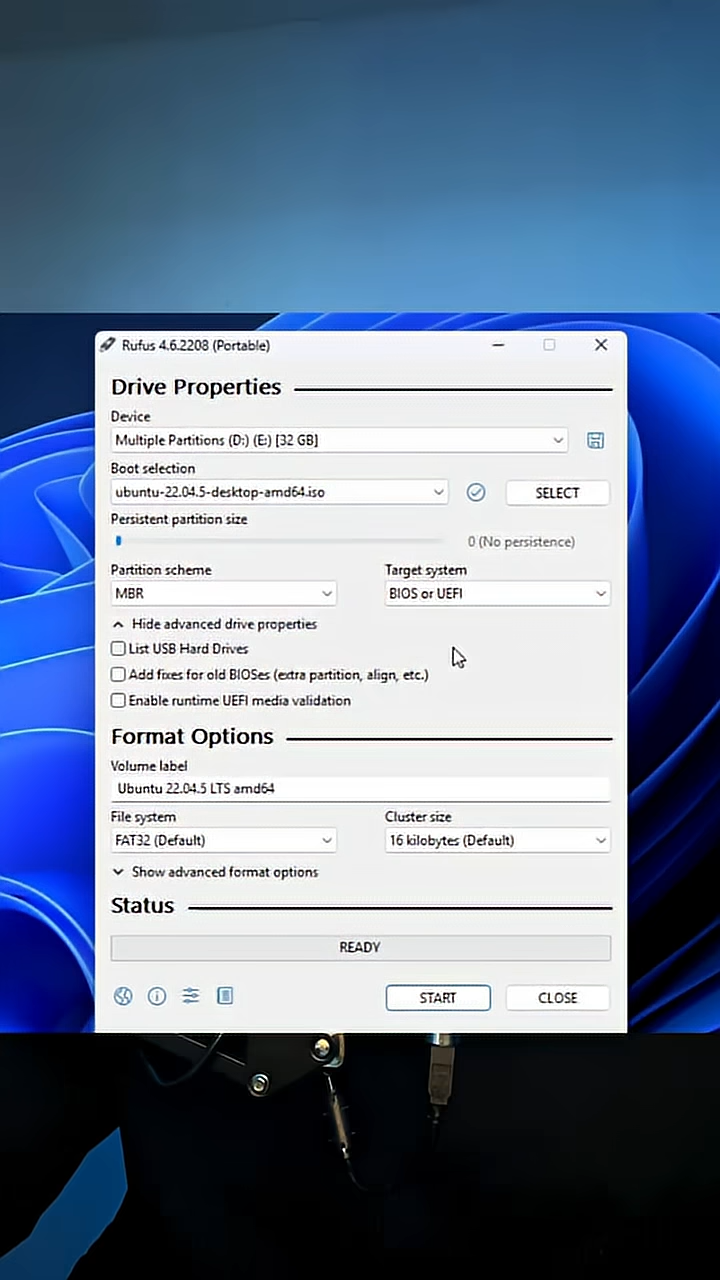 Rufus 4.6.2208 (Portable)
Drive Properties
Device
Multiple Partitions (D:) (E:) [32 GB]
Boot selection
ubuntu-22.04.5-desktop-amd64.iso
SELECT
Persistent partition size
0 (No persistence)
Partition scheme
Target system
MBR
BIOS or UEFI
Hide advanced drive properties
List USB Hard Drives
Add fixes for old BIOSes (extra partition, align, etc.)
Enable runtime UEFI media validation
Format Options
Volume label
Ubuntu 22.04.5 LTS amd64
File system
Cluster size
FAT32 (Default)
16 kilobytes (Default)
Show advanced format options
Status
READY
START
CLOSE